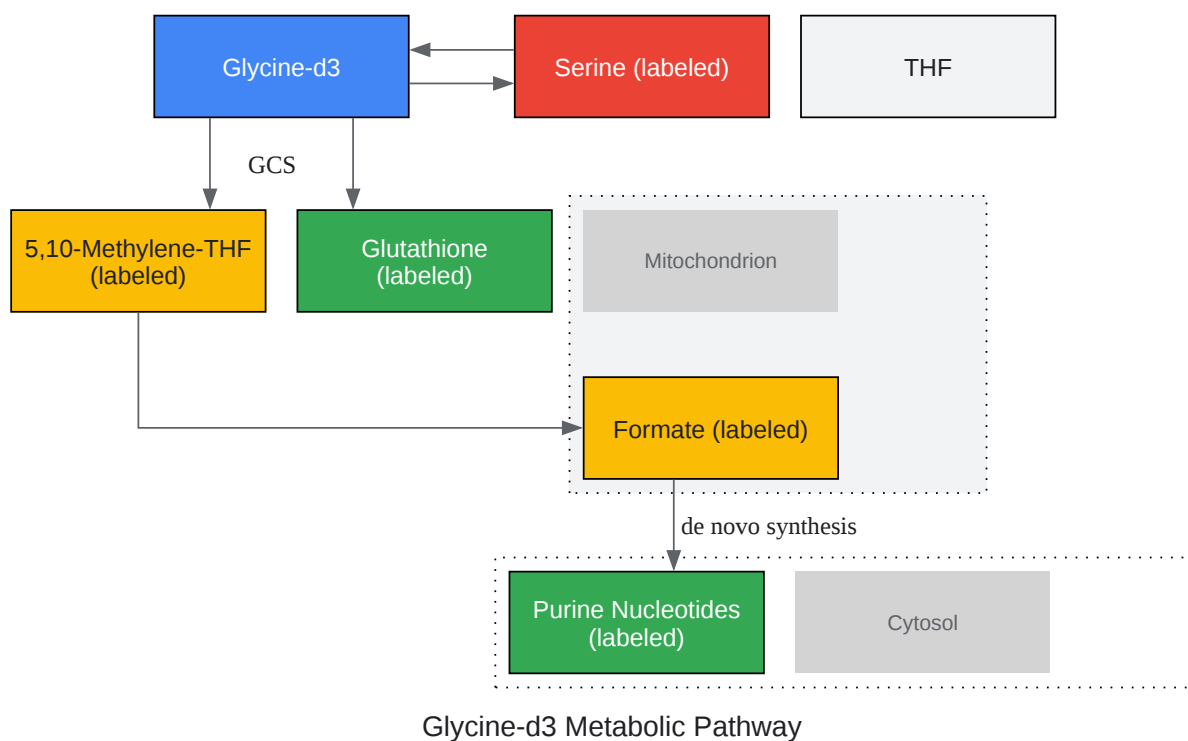 Glycine-d3
Serine (labeled)
THF
GCS
5,10-Methylene-THF
(labeled)
Glutathione
(labeled)
Mitochondrion
Formate (labeled)
de novo synthesis
Purine Nucleotides
(labeled)
Cytosol
Glycine-d3 Metabolic Pathway